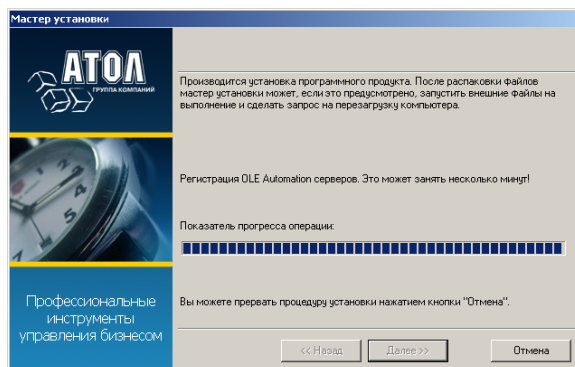 Мастер установки
АТОЛ
ГРУППА КОМПАНИЙ
Производится установка программного продукта. После распаковки файлов
мастер установки может, если это предусмотрено, запустить внешние файлы на
выполнение и сделать запрос на перезагрузку компьютера.
Регистрация OLE Automation серверов. Это может занять несколько минут!
Показатель прогресса операции:
Профессиональные
инструменты
управления бизнесом
Вы можете прервать процедуру установки нажатием кнопки "Отмена".
<< Назад
Далее >>
Отмена